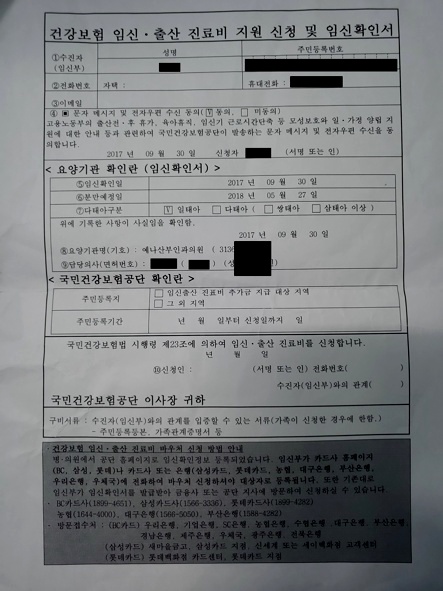 건강보험 임신·출산 진료비 지원 신청 및 임신확인서
①수진자
(임신부)
성명
주민등록번호
②전화번호 자택 : 휴대전화 :
③이메일
④ ▣ 문자 메시지 및 전자우편 수신 동의(☑ 동의, □ 미동의)
고용노동부의 출산전·후 휴가, 육아휴직, 임신기 근로시간단축 등 모성보호와 일·가정 양립 지
원에 대한 안내 등과 관련하여 국민건강보험공단이 발송하는 문자 메시지 및 전자우편 수신을 동
의합니다.
2017 년 09 월 30 일 신청자 (서명 또는 인)
< 요양기관 확인란 (임신확인서) >
⑤임신확인일 2017 년 09 월 30 일
⑥분만예정일 2018 년 05 월 27 일
⑦다태아구분 ☑ 일태아 □ 다태아 ( □ 쌍태아 □ 삼태아 이상 )
위에 기록한 사항이 사실임을 확인함.
2017 년 09 월 30 일
⑧요양기관명(기호) : 예나산부인과의원 ( 3136
⑨담당의사(면허번호) : ( )
< 국민건강보험공단 확인란 >
주민등록지
□ 임신출산 진료비 추가금 지급 대상 지역
□ 그 외 지역
주민등록기간 년 월 일부터 신청일까지 일
국민건강보험법 시행령 제23조에 의하여 임신·출산 진료비를 신청합니다.
년 월 일
⑩신청인 : (서명 또는 인) 전화번호( )
수진자(임신부)와의 관계( )
국민건강보험공단 이사장 귀하
구비서류 : 수진자(임신부)와의 관계를 입증할 수 있는 서류(가족이 신청한 경우에 한함.)
- 주민등록등본, 가족관계증명서 등
건강보험 임신·출산 진료비 바우처 신청 방법 안내
병·의원에서 공단 홈페이지로 임신확인정보 등록되었습니다. 임신부가 카드사 홈페이지
(BC, 삼성, 롯데)나 카드사 또는 은행(삼성카드, 롯데카드, 농협, 대구은행, 부산은행,
우리은행, 우체국)에 전화하여 바우처 신청하셔야 대상자로 등록됩니다. 또한 기존대로
임신부가 임신확인서를 발급받아 금융사 또는 공단 지사에 방문하여 신청하실 수 있습니다.
· BC카드사(1899-4651), 삼성카드사(1566-3336), 롯데카드사(1899-4282)
농협(1644-4000), 대구은행(1566-5050), 부산은행(1588-4282)
· 방문접수처 : (BC카드) 우리은행, 기업은행, SC은행, 농협은행, 수협은행, 대구은행, 부산은행,
경남은행, 제주은행, 우체국, 광주은행, 전북은행
(삼성카드) 새마을금고, 삼성카드 지점, 신세계 또는 세이백화점 고객센터
(롯데카드) 롯데백화점 카드센터, 롯데카드 지점